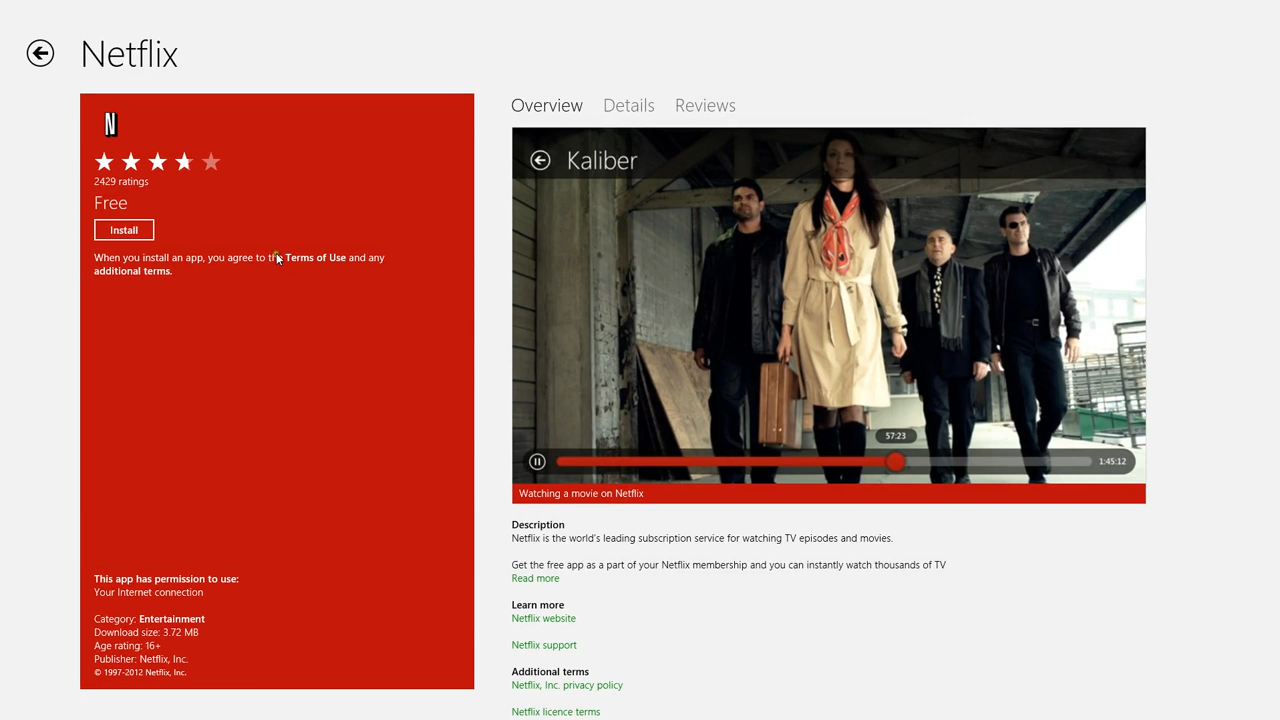 Netflix
N
2429 ratings
Free
Install
When you install an app, you agree to the Terms of Use and any
additional terms.
This app has permission to use:
Your Internet connection
Category: Entertainment
Download size: 3.72 MB
Age rating: 16+
Publisher: Netflix, Inc.
© 1997-2012 Netflix, Inc.
Overview Details Reviews
Kaliber
57:23
1:45:12
Watching a movie on Netflix
Description
Netflix is the world's leading subscription service for watching TV episodes and movies.
Get the free app as a part of your Netflix membership and you can instantly watch thousands of TV
Read more
Learn more
Netflix website
Netflix support
Additional terms
Netflix, Inc. privacy policy
Netflix licence terms